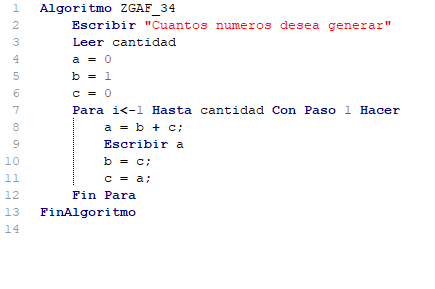 1 Algoritmo ZGAF_34
2 Escribir "Cuantos numeros desea generar"
3 Leer cantidad
4 a = 0
5 b = 1
6 c = 0
7 Para i<-1 Hasta cantidad Con Paso 1 Hacer
8 a = b + c;
9 Escribir a
10 b = c;
11 c = a;
12 Fin Para
13 FinAlgoritmo
14